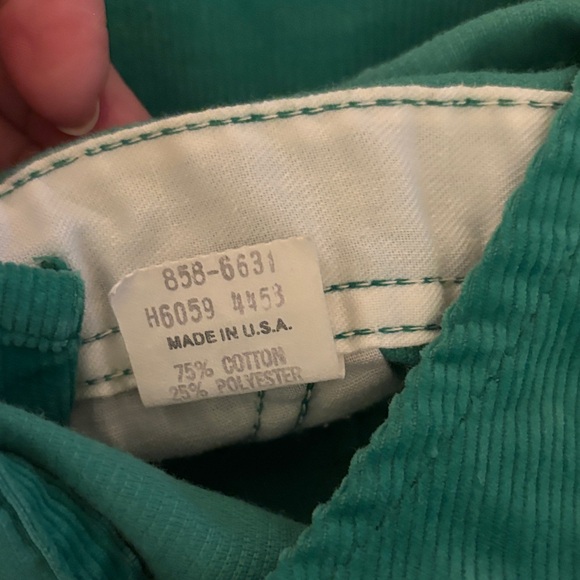 858-6631
H6059 4453
MADE IN U.S.A.
75% COTTON
25% POLYESTER